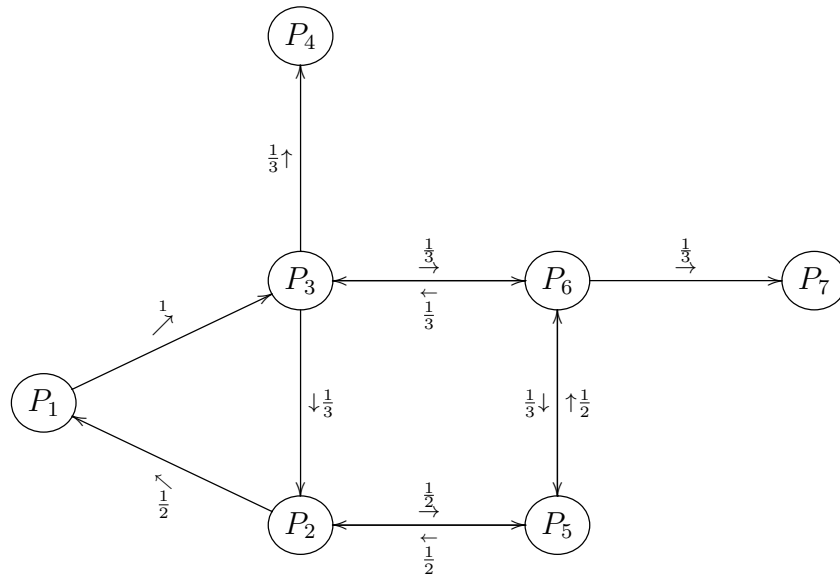 P₄
1/3 ↑
1/3 →
1/3 →
P₃
P₆
P₇
← 1/3
1 ↗
P₁
↓ 1/3
1/3 ↓
↑ 1/2
↖ 1/2
1/2 →
P₂
P₅
← 1/2